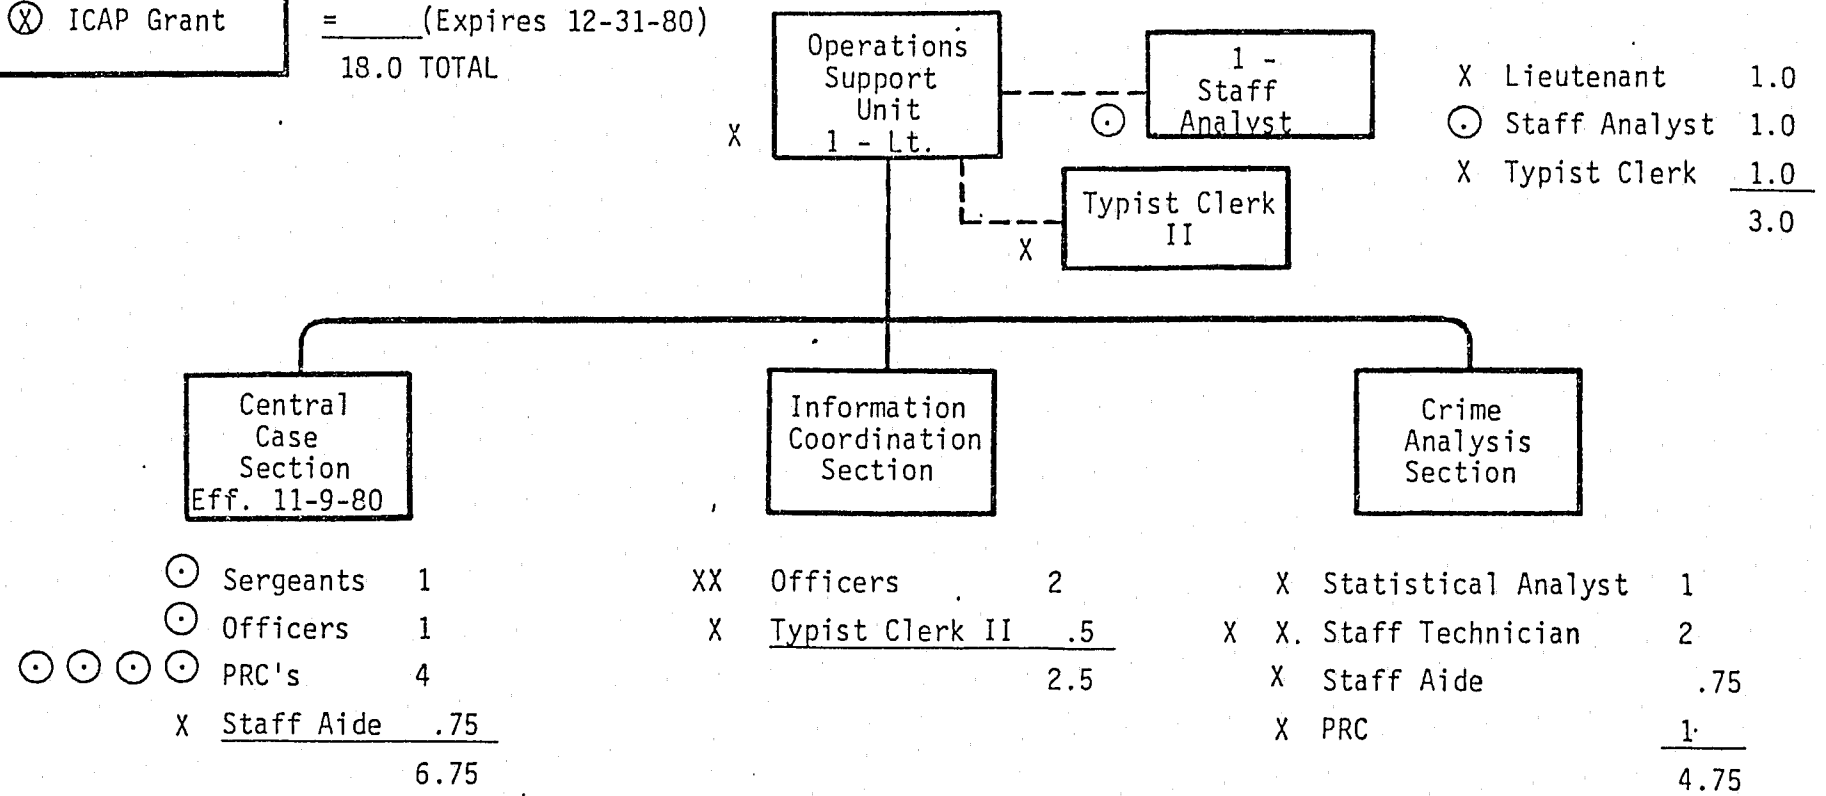 Ⓧ ICAP Grant = (Expires 12-31-80)
18.0 TOTAL
Operations
Support
Unit
1 - Lt.
X
1 -
Staff
Analyst
⊙
Typist Clerk
II
X
X Lieutenant 1.0
⊙ Staff Analyst 1.0
X Typist Clerk 1.0
3.0
Central
Case
Section
Eff. 11-9-80
Information
Coordination
Section
Crime
Analysis
Section
⊙ Sergeants 1
⊙ Officers 1
⊙ ⊙ ⊙ ⊙ PRC's 4
X Staff Aide .75
6.75
XX Officers 2
X Typist Clerk II .5
2.5
X Statistical Analyst 1
X X. Staff Technician 2
X Staff Aide .75
X PRC 1
4.75